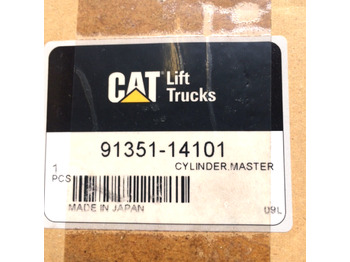 CAT Lift
Trucks
91351-14101
1 CYLINDER,MASTER
PCS
MADE IN JAPAN 09L